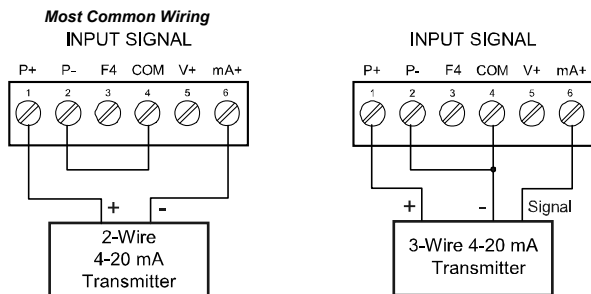 Most Common Wiring
INPUT SIGNAL
P+ P- F4 COM V+ mA+
1 2 3 4 5 6
+ -
2-Wire
4-20 mA
Transmitter
INPUT SIGNAL
P+ P- F4 COM V+ mA+
1 2 3 4 5 6
+ - Signal
3-Wire 4-20 mA
Transmitter